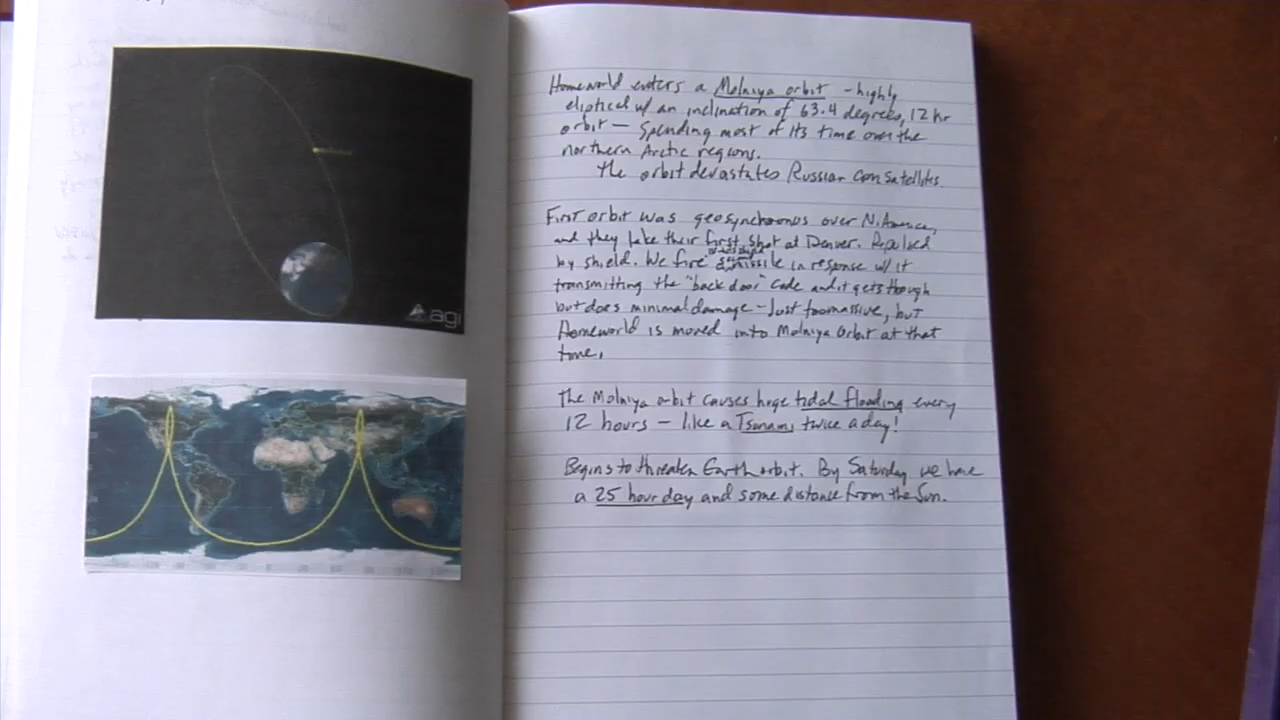 agi
Homeworld enters a Molniya orbit - highly
eliptical w/ an inclination of 63.4 degrees, 12 hr
orbit — spending most of its time over the
northern Arctic regions.
The orbit devastates Russian com satellites.
First orbit was geosynchronous over N. America,
and they take their first shot at Denver. Repulsed
by shield. We fire a missile in response w/ it
transmitting the "back door" code and it gets though
but does minimal damage - Just too massive, but
Homeworld is moved into Molniya Orbit at that
time.
The Molniya orbit causes huge tidal flooding every
12 hours — like a Tsunami twice a day!
Begins to threaten Earth orbit. By Saturday we have
a 25 hour day and some distance from the Sun.